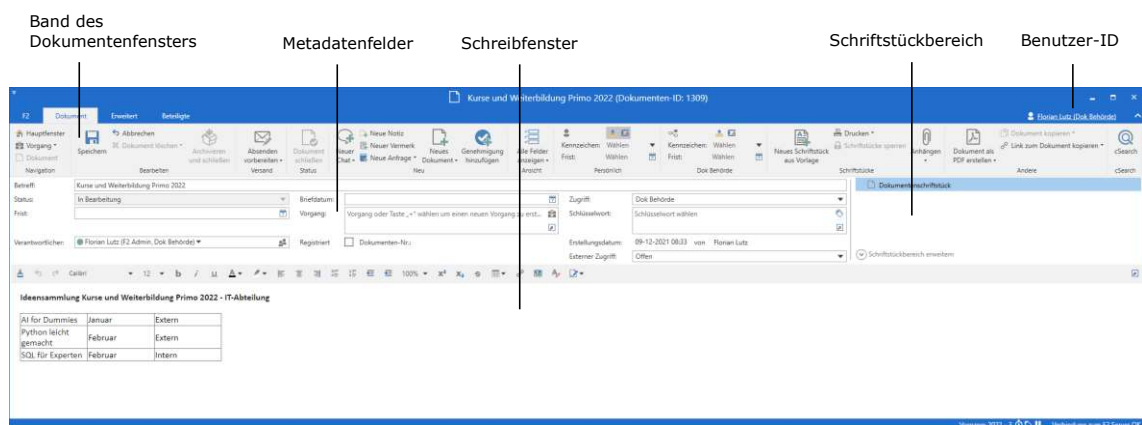 Band des
Dokumentenfensters
Metadatenfelder
Schreibfenster
Schriftstückbereich
Benutzer-ID
Kurse und Weiterbildung Primo 2022 (Dokumenten-ID: 1309)
F2 Dokument Erweitert Beteiligte
Florian Lutz (Dok Behörde)
Hauptfenster
Vorgang
Dokument
Navigation
Speichern
Abbrechen
Dokument löschen
Archivieren
und schließen
Bearbeiten
Absenden
vorbereiten
Versand
Dokument
schließen
Status
Neuer
Chat
Neue Notiz
Neuer Vermerk
Neue Anfrage
Neues
Dokument
Genehmigung
hinzufügen
Neu
Alle Felder
anzeigen
Ansicht
Kennzeichen: Wählen
Frist: Wählen
Persönlich
Kennzeichen: Wählen
Frist: Wählen
Dok Behörde
Neues Schriftstück
aus Vorlage
Drucken
Schriftstücke sperren
Anhängen
Schriftstücke
Dokument als
PDF erstellen
Dokument kopieren
Link zum Dokument kopieren
Andere
cSearch
cSearch
Betreff: Kurse und Weiterbildung Primo 2022
Status: In Bearbeitung
Frist:
Verantwortlicher: Florian Lutz (F2 Admin, Dok Behörde)
Briefdatum:
Vorgang: Vorgang oder Taste „+" wählen um einen neuen Vorgang zu erst...
Registriert Dokumenten-Nr.:
Zugriff: Dok Behörde
Schlüsselwort: Schlüsselwort wählen
Erstellungsdatum: 09-12-2021 08:33 von Florian Lutz
Externer Zugriff: Offen
Dokumentenschriftstück
Schriftstückbereich erweitern
Calibri 12 b / U 100%
Ideensammlung Kurse und Weiterbildung Primo 2022 - IT-Abteilung
AI for Dummies Januar Extern
Python leicht
gemacht Februar Extern
SQL für Experten Februar Intern